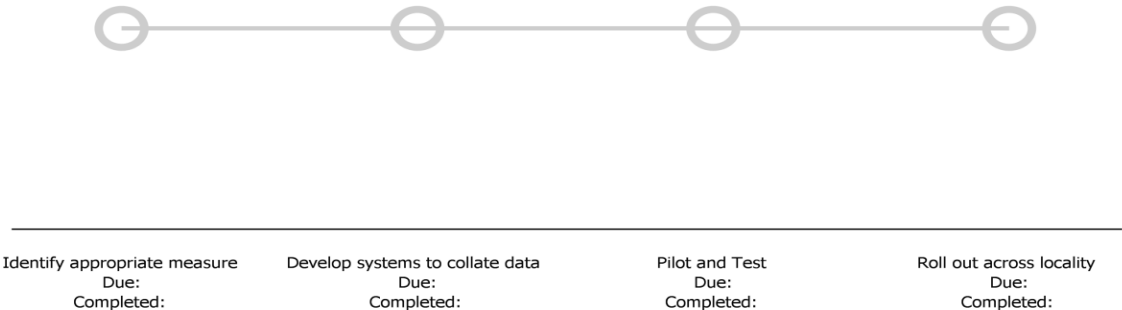 Identify appropriate measure
Due:
Completed:
Develop systems to collate data
Due:
Completed:
Pilot and Test
Due:
Completed:
Roll out across locality
Due:
Completed: